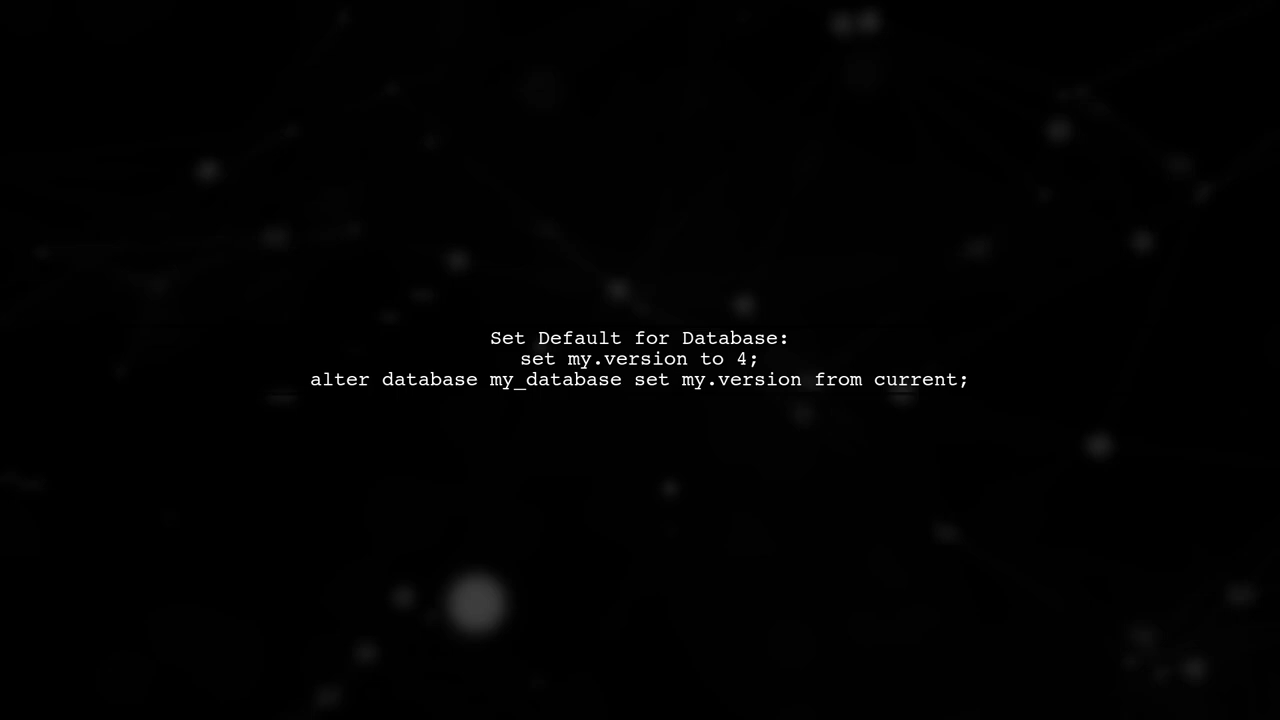 Set Default for Database:
set my.version to 4;
alter database my_database set my.version from current;